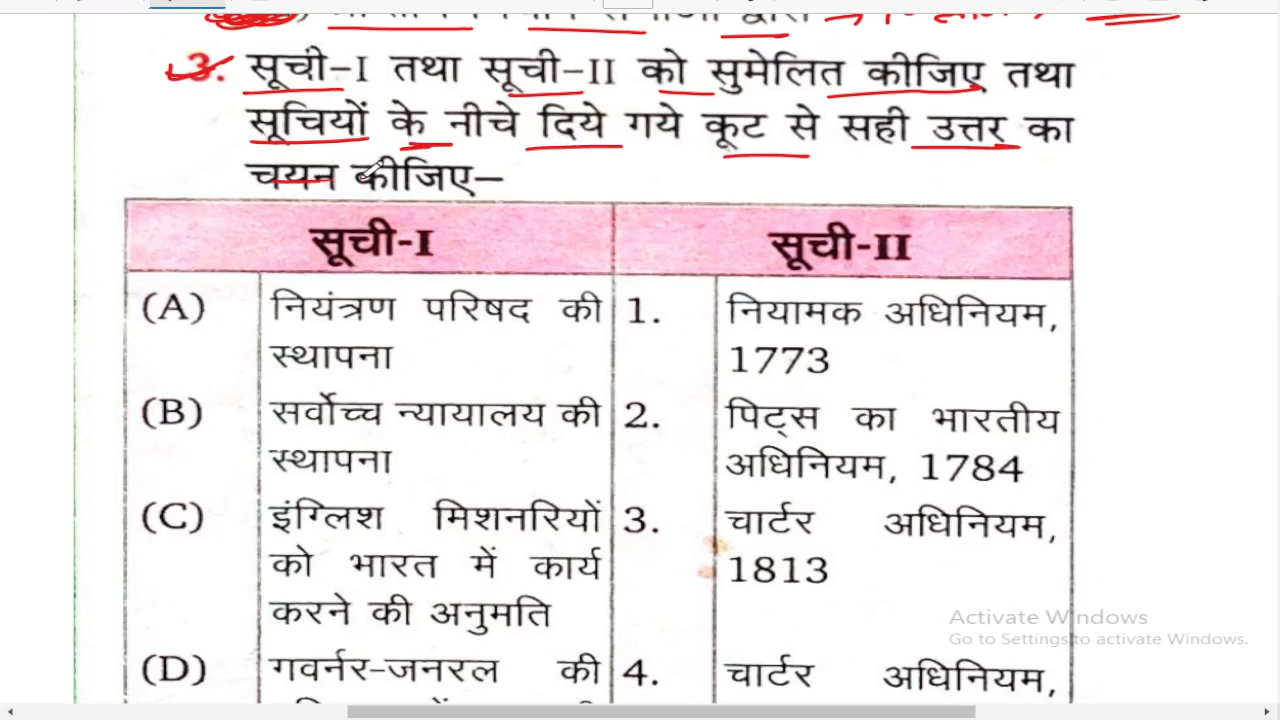 3. सूची-I तथा सूची-II को सुमेलित कीजिए तथा
सूचियों के नीचे दिये गये कूट से सही उत्तर का
चयन कीजिए–
सूची-I सूची-II
(A) नियंत्रण परिषद की 1. नियामक अधिनियम,
स्थापना 1773
(B) सर्वोच्च न्यायालय की 2. पिट्स का भारतीय
स्थापना अधिनियम, 1784
(C) इंग्लिश मिशनरियों 3. चार्टर अधिनियम,
को भारत में कार्य 1813
करने की अनुमति
(D) गवर्नर-जनरल की 4. चार्टर अधिनियम,
Activate Windows
Go to Settings to activate Windows.